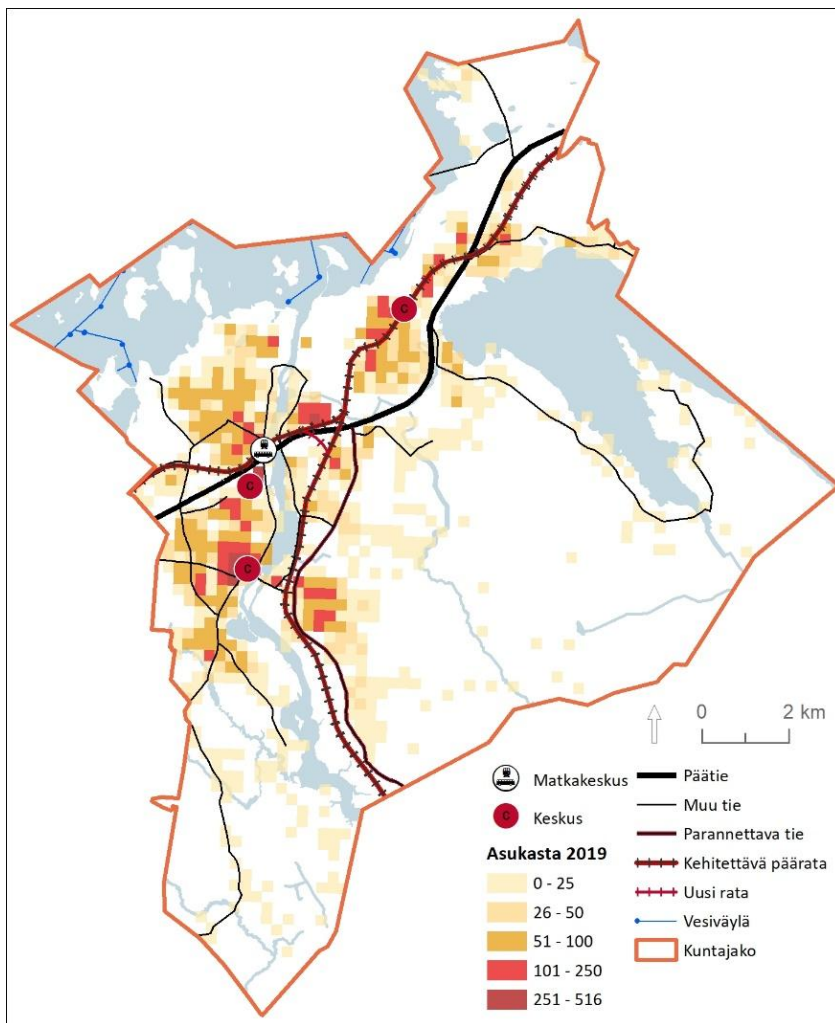 C
C
C
0
2 km
Matkakeskus
C
Keskus
Asukasta 2019
0 - 25
26 - 50
51 - 100
101 - 250
251 - 516
Päätie
Muu tie
Parannettava tie
Kehitettävä päärata
Uusi rata
Vesiväylä
Kuntajako